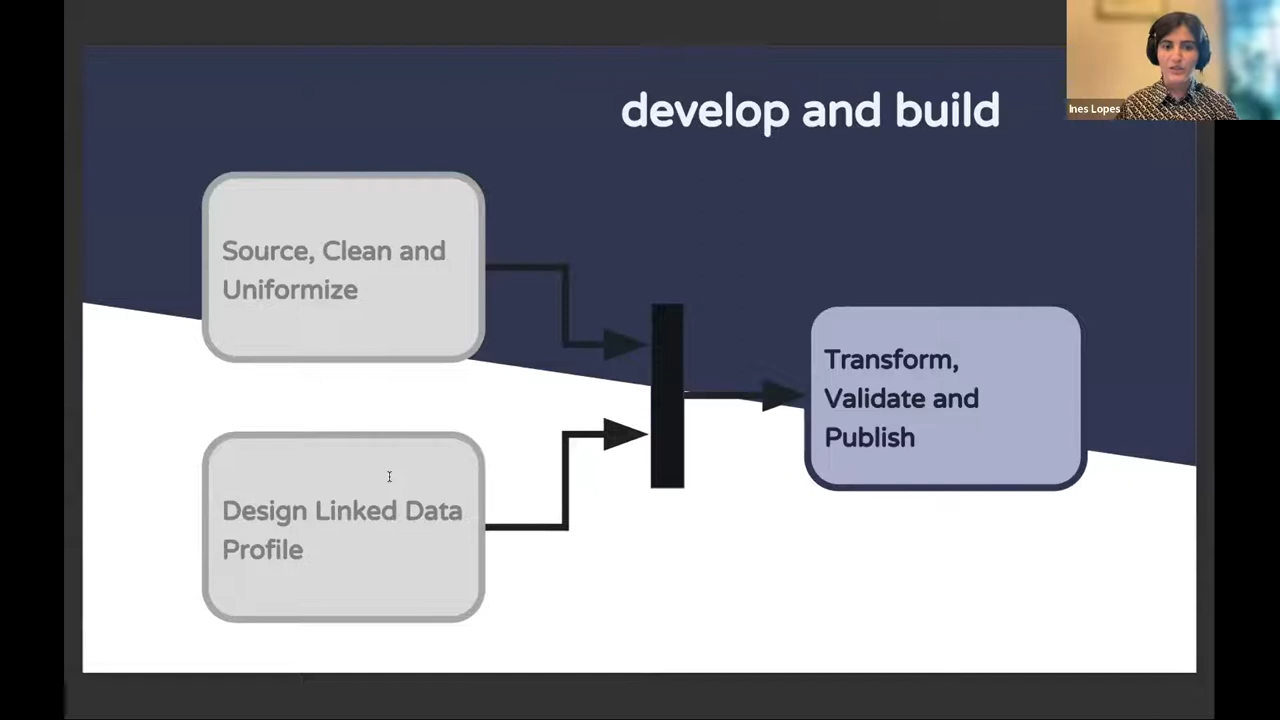 develop and build
Ines Lopes
Source, Clean and
Uniformize
Transform,
Validate and
Publish
Design Linked Data
Profile